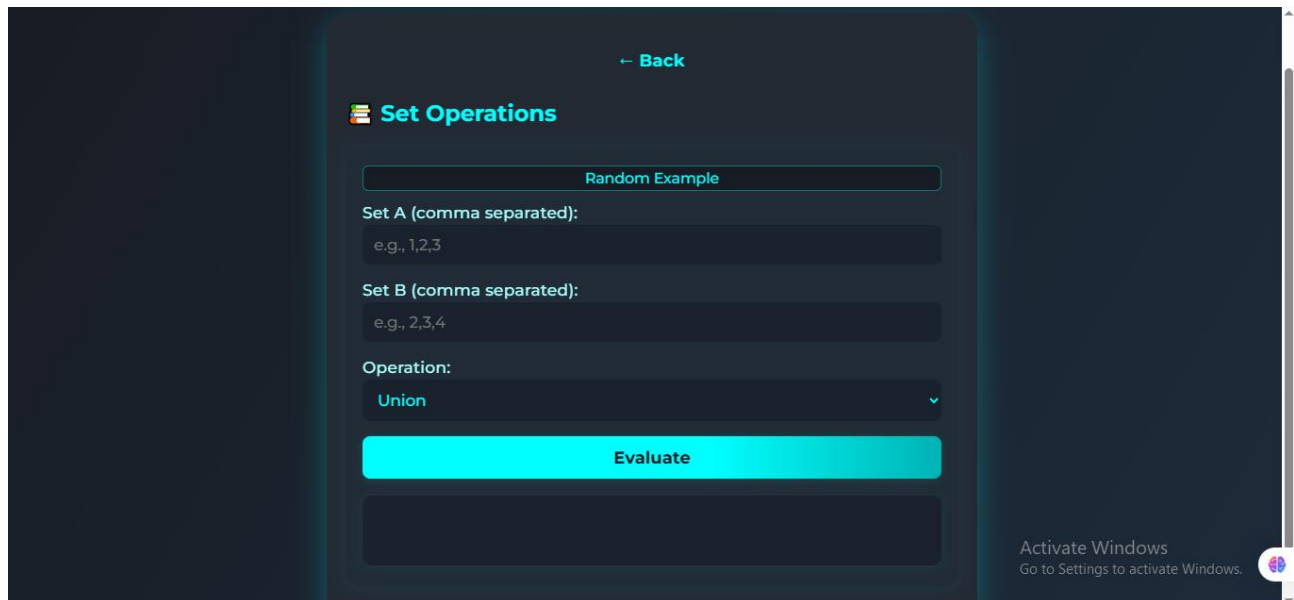 ← Back
Set Operations
Random Example
Set A (comma separated):
e.g., 1,2,3
Set B (comma separated):
e.g., 2,3,4
Operation:
Union
Evaluate
Activate Windows
Go to Settings to activate Windows.